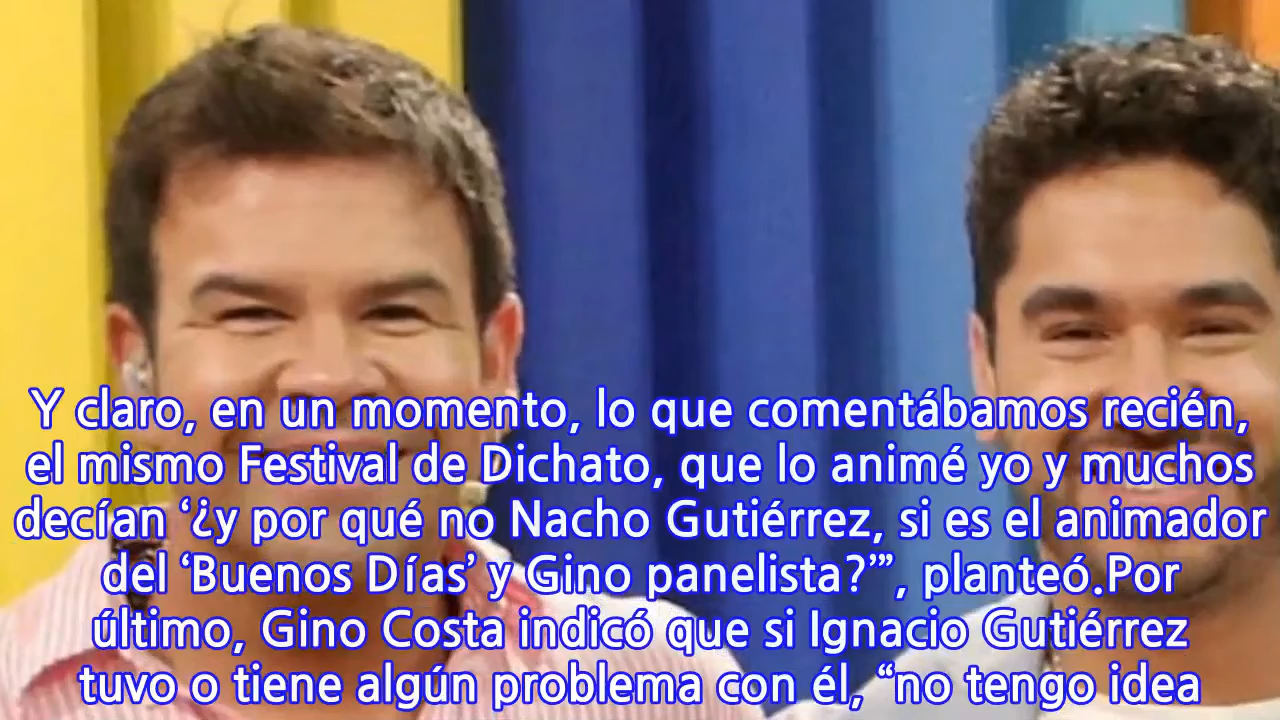 Y claro, en un momento, lo que comentábamos recién,
el mismo Festival de Dichato, que lo animé yo y muchos
decían ‘¿y por qué no Nacho Gutiérrez, si es el animador
del ‘Buenos Días’ y Gino panelista?’”, planteó.Por
último, Gino Costa indicó que si Ignacio Gutiérrez
tuvo o tiene algún problema con él, “no tengo idea